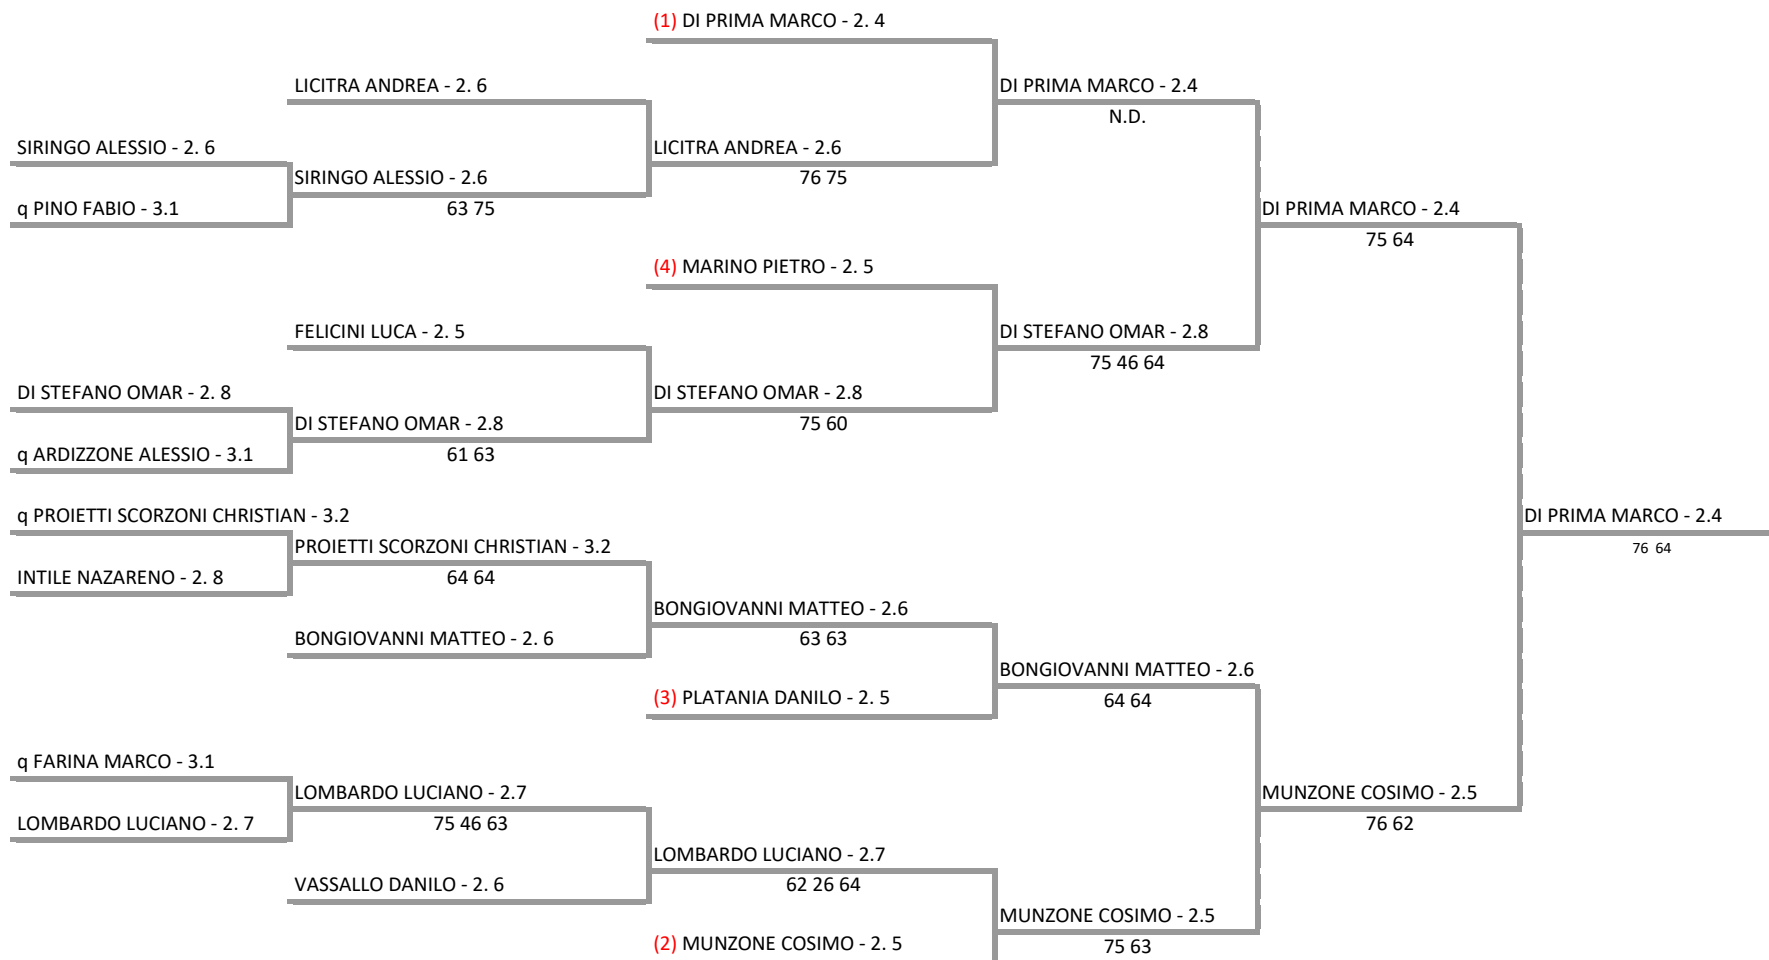 (1) DI PRIMA MARCO - 2. 4
LICITRA ANDREA - 2. 6
DI PRIMA MARCO - 2.4
N.D.
SIRINGO ALESSIO - 2. 6
LICITRA ANDREA - 2.6
SIRINGO ALESSIO - 2.6
76 75
q PINO FABIO - 3.1
63 75
DI PRIMA MARCO - 2.4
75 64
(4) MARINO PIETRO - 2. 5
FELICINI LUCA - 2. 5
DI STEFANO OMAR - 2.8
75 46 64
DI STEFANO OMAR - 2. 8
DI STEFANO OMAR - 2.8
DI STEFANO OMAR - 2.8
75 60
q ARDIZZONE ALESSIO - 3.1
61 63
q PROIETTI SCORZONI CHRISTIAN - 3.2
DI PRIMA MARCO - 2.4
76 64
PROIETTI SCORZONI CHRISTIAN - 3.2
INTILE NAZARENO - 2. 8
64 64
BONGIOVANNI MATTEO - 2.6
BONGIOVANNI MATTEO - 2. 6
63 63
BONGIOVANNI MATTEO - 2.6
(3) PLATANIA DANILO - 2. 5
64 64
q FARINA MARCO - 3.1
LOMBARDO LUCIANO - 2.7
MUNZONE COSIMO - 2.5
LOMBARDO LUCIANO - 2. 7
75 46 63
76 62
LOMBARDO LUCIANO - 2.7
VASSALLO DANILO - 2. 6
62 26 64
MUNZONE COSIMO - 2.5
(2) MUNZONE COSIMO - 2. 5
75 63